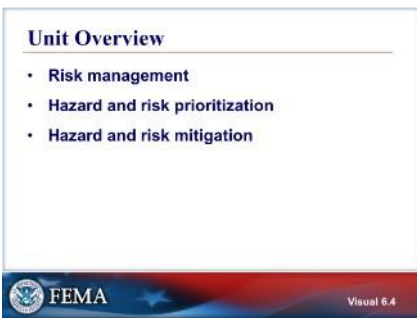 Unit Overview
• Risk management
• Hazard and risk prioritization
• Hazard and risk mitigation
FEMA
Visual 6.4